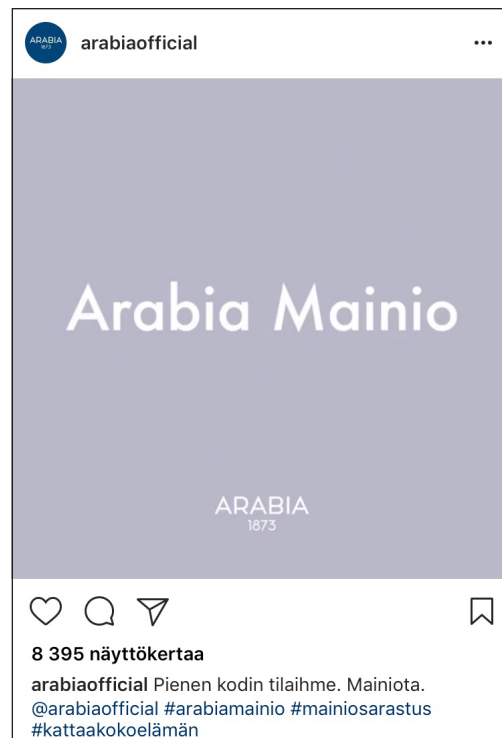 ARABIA
1873
arabiaofficial
Arabia Mainio
ARABIA
1873
8 395 näyttökertaa
arabiaofficial Pienen kodin tilaihme. Mainiota.
@arabiaofficial #arabiamainio #mainiosarastus
#kattaakokoelämän